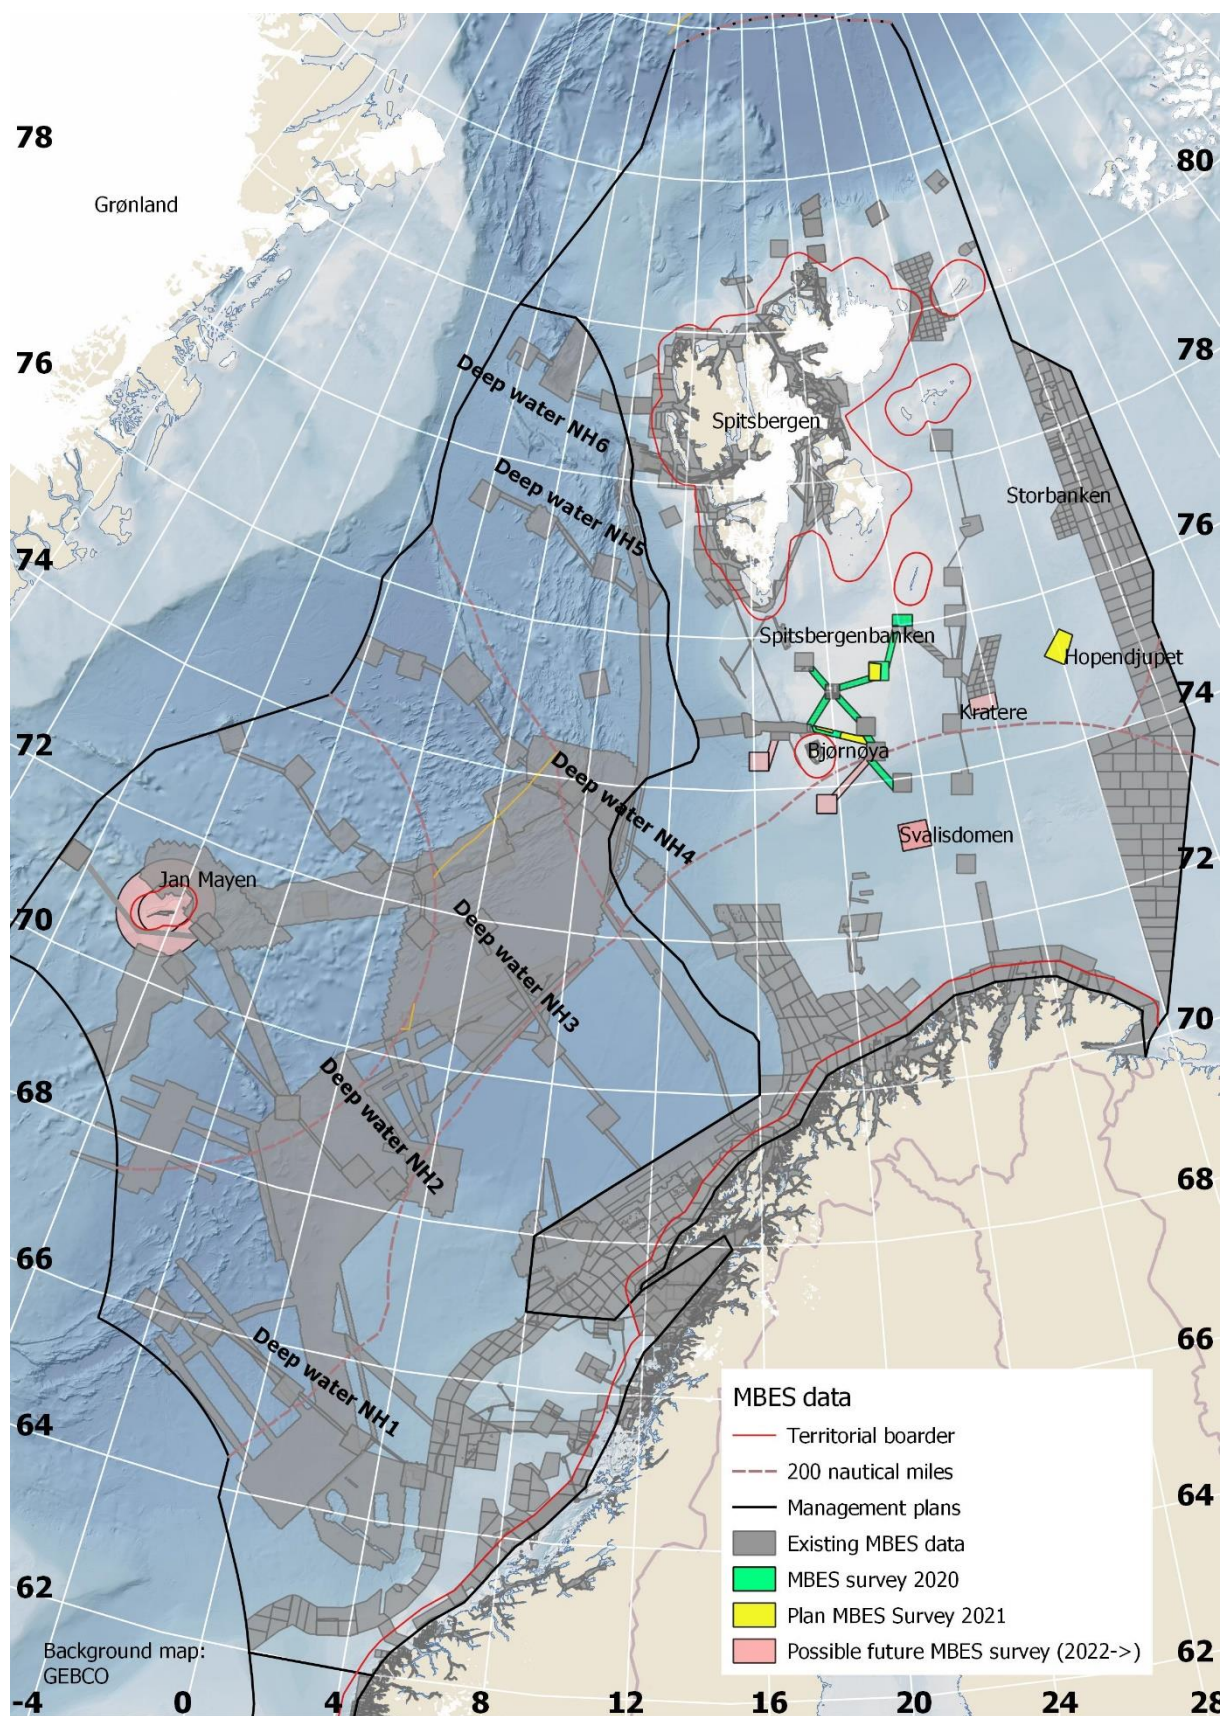 78
80
Grønland
76
78
Deep water NH6
Spitsbergen
Deep water NH5
Storbanken
74
76
Spitsbergenbanken
Hopendjupet
Kratere
74
72
Bjørnøya
Deep water NH4
Svalisdomen
72
Jan Mayen
70
Deep water NH3
70
68
Deep water NH2
68
66
Deep water NH1
66
64
MBES data
Territorial boarder
200 nautical miles
Management plans
Existing MBES data
MBES survey 2020
Plan MBES Survey 2021
Possible future MBES survey (2022->)
64
62
Background map:
GEBCO
62
-4 0 4 8 12 16 20 24 28